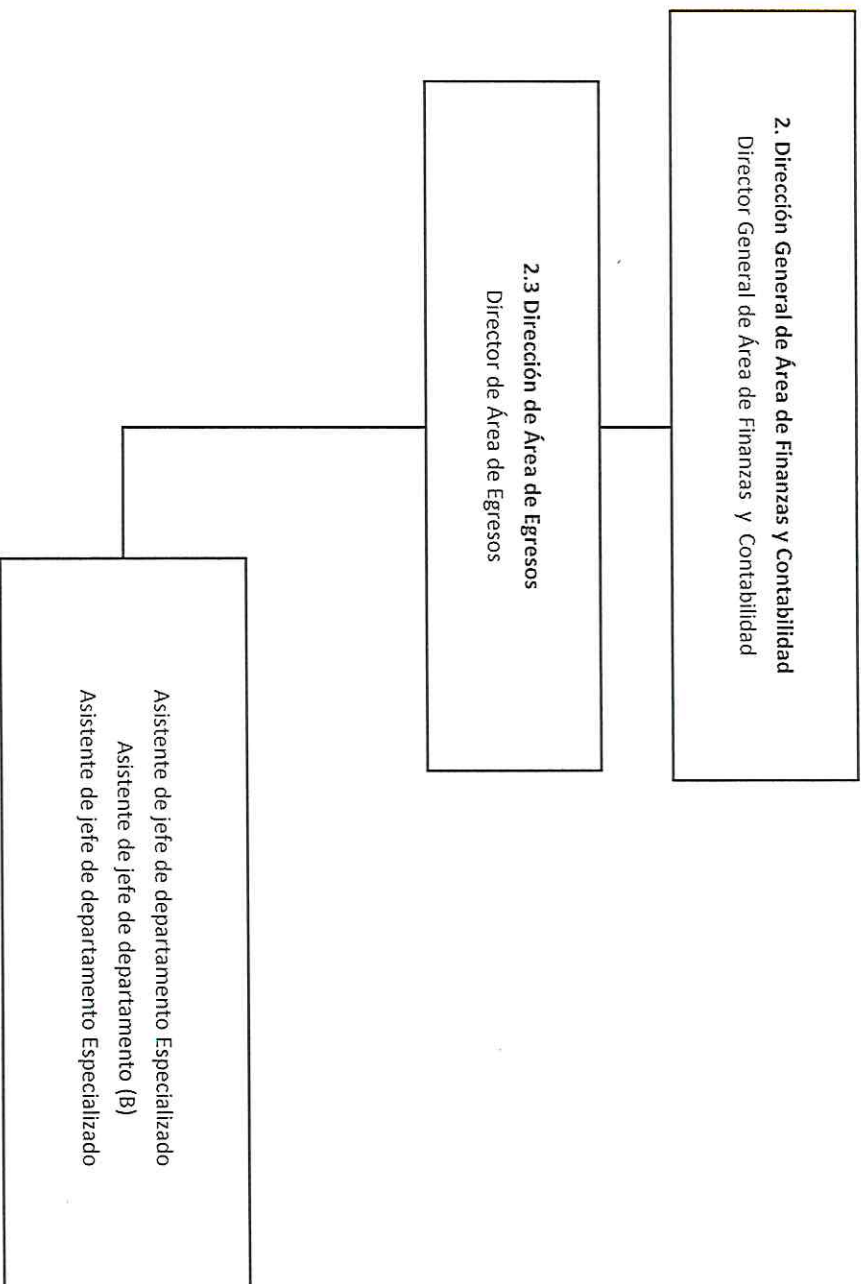 2. Dirección General de Área de Finanzas y Contabilidad
Director General de Área de Finanzas y Contabilidad
2.3 Dirección de Área de Egresos
Director de Área de Egresos
Asistente de jefe de departamento Especializado
Asistente de jefe de departamento (B)
Asistente de jefe de departamento Especializado